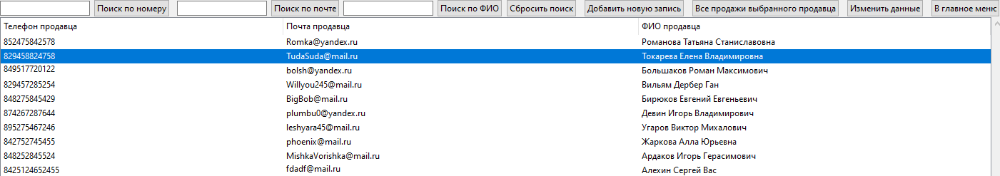 Поиск по номеру Поиск по почте Поиск по ФИО Сбросить поиск Добавить новую запись Все продажи выбранного продавца Изменить данные В главное менс
Телефон продавца Почта продавца ФИО продавца
852475842578 Romka@yandex.ru Романова Татьяна Станиславовна
829458824758 TudaSuda@mail.ru Токарева Елена Владимировна
849517720122 bolsh@yandex.ru Большаков Роман Максимович
829457285254 Willyou245@mail.ru Вильям Дербер Ган
848275845429 BigBob@mail.ru Бирюков Евгений Евгеньевич
874267287644 plumbu0@yandex.ru Девин Игорь Владимирович
895275467246 leshyara45@mail.ru Угаров Виктор Михалович
842752745455 phoenix@mail.ru Жаркова Алла Юрьевна
848252845524 MishkaVorishka@mail.ru Ардаков Игорь Герасимович
8425124652455 fdadf@mail.ru Алехин Сергей Вас